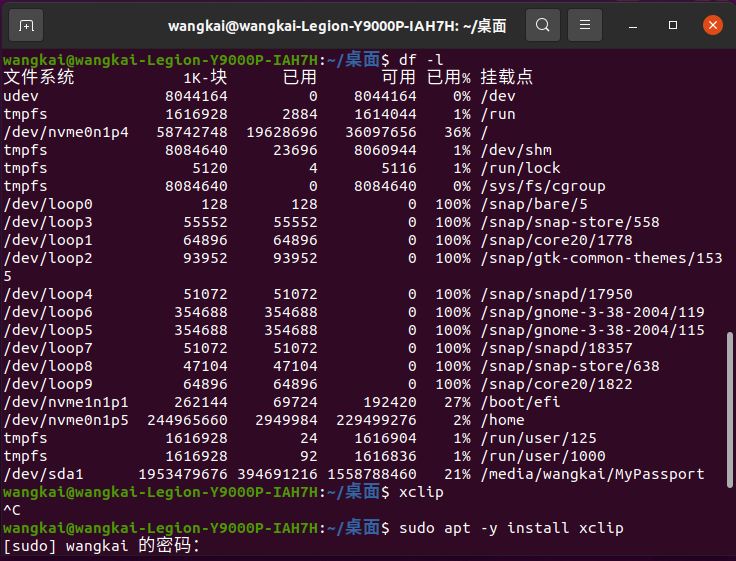 wangkai@wangkai-Legion-Y9000P-IAH7H: ~/桌面
wangkai@wangkai-Legion-Y9000P-IAH7H:~/桌面$ df -l
文件系统 1K-块 已用 可用 已用% 挂载点
udev 8044164 0 8044164 0% /dev
tmpfs 1616928 2884 1614044 1% /run
/dev/nvme0n1p4 58742748 19628696 36097656 36% /
tmpfs 8084640 23696 8060944 1% /dev/shm
tmpfs 5120 4 5116 1% /run/lock
tmpfs 8084640 0 8084640 0% /sys/fs/cgroup
/dev/loop0 128 128 0 100% /snap/bare/5
/dev/loop3 55552 55552 0 100% /snap/snap-store/558
/dev/loop1 64896 64896 0 100% /snap/core20/1778
/dev/loop2 93952 93952 0 100% /snap/gtk-common-themes/153
5
/dev/loop4 51072 51072 0 100% /snap/snapd/17950
/dev/loop6 354688 354688 0 100% /snap/gnome-3-38-2004/119
/dev/loop5 354688 354688 0 100% /snap/gnome-3-38-2004/115
/dev/loop7 51072 51072 0 100% /snap/snapd/18357
/dev/loop8 47104 47104 0 100% /snap/snap-store/638
/dev/loop9 64896 64896 0 100% /snap/core20/1822
/dev/nvme1n1p1 262144 69724 192420 27% /boot/efi
/dev/nvme0n1p5 244965660 2949984 229499276 2% /home
tmpfs 1616928 24 1616904 1% /run/user/125
tmpfs 1616928 92 1616836 1% /run/user/1000
/dev/sda1 1953479676 394691216 1558788460 21% /media/wangkai/MyPassport
wangkai@wangkai-Legion-Y9000P-IAH7H:~/桌面$ xclip
^C
wangkai@wangkai-Legion-Y9000P-IAH7H:~/桌面$ sudo apt -y install xclip
[sudo] wangkai 的密码：